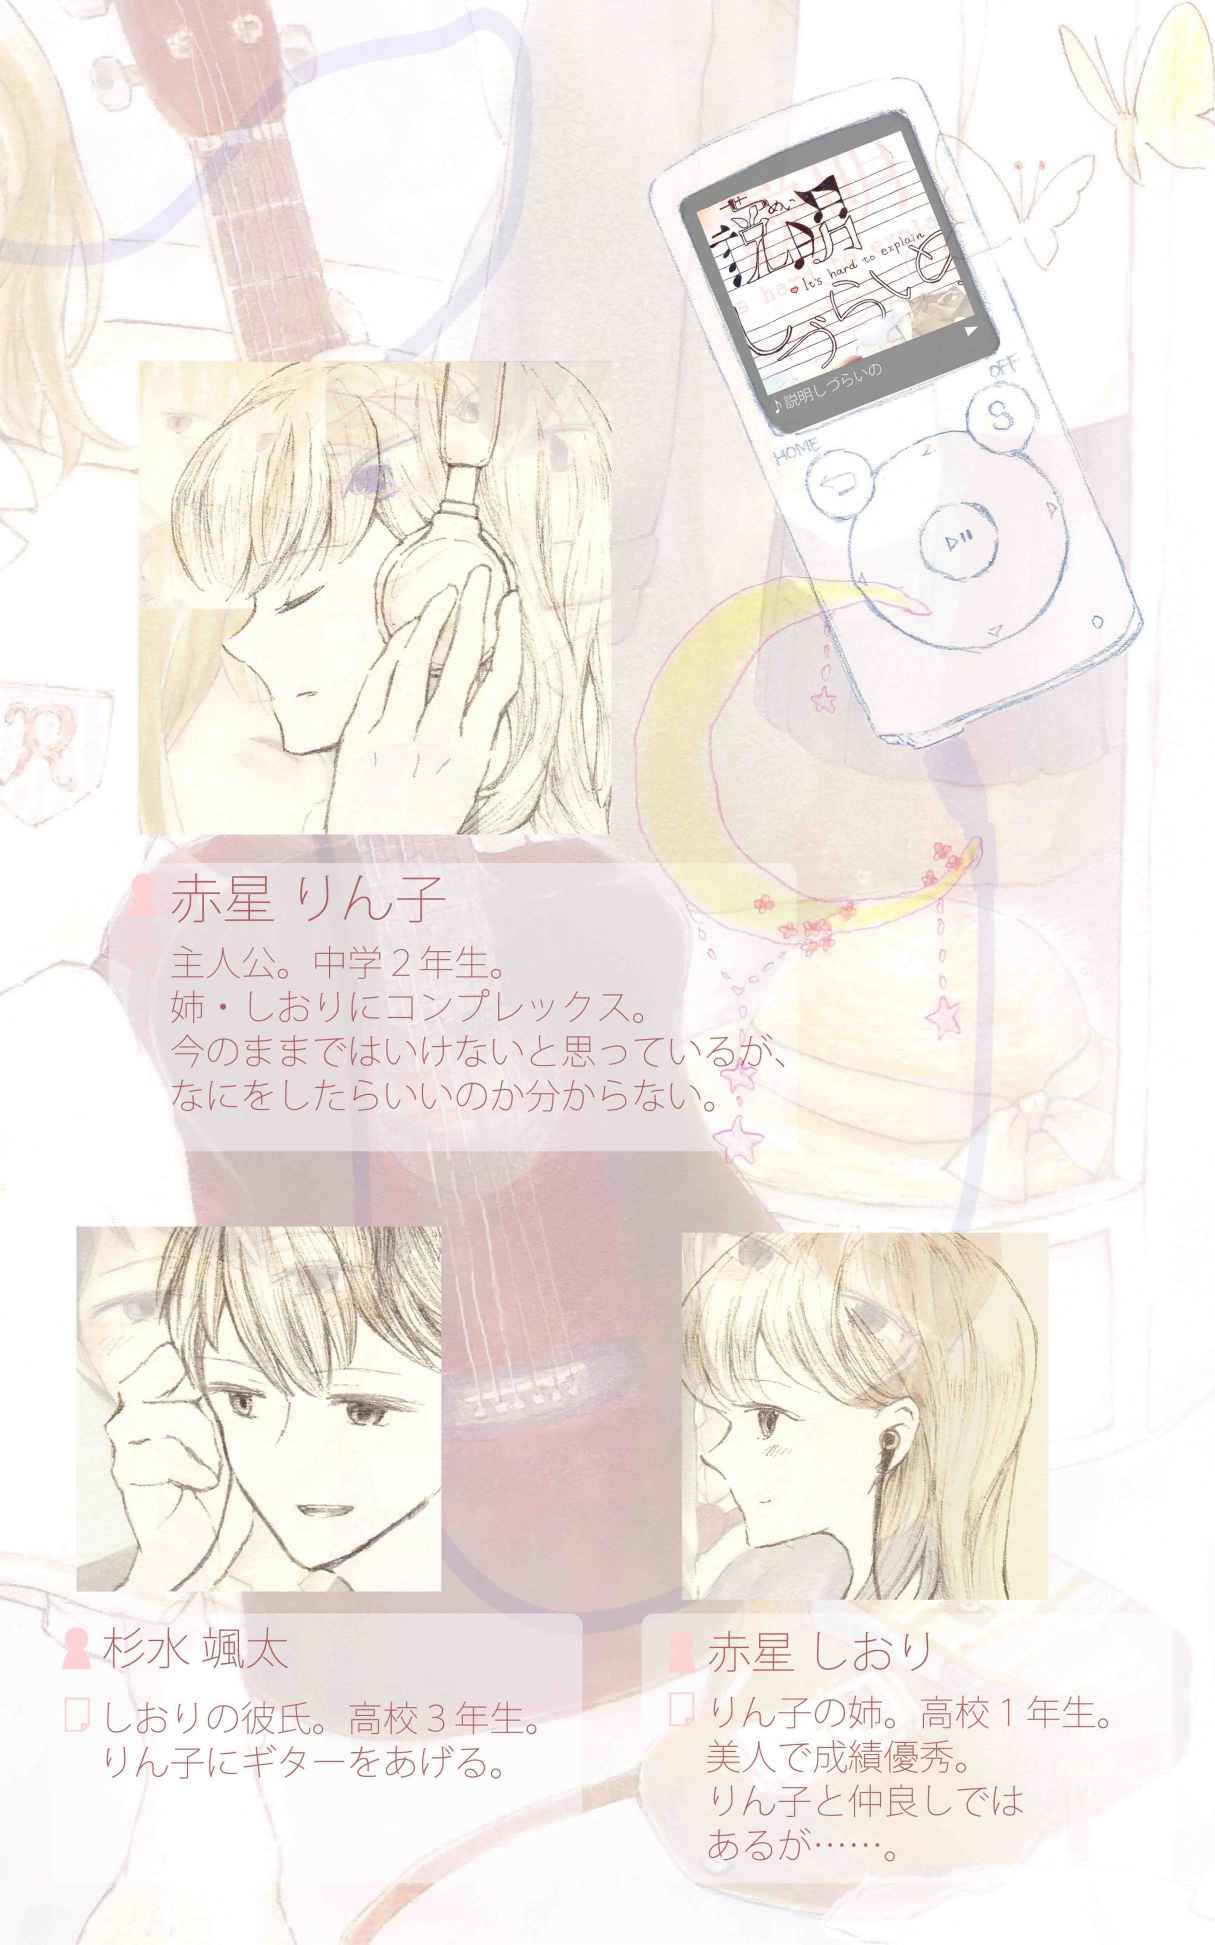 説明
せつめい
It's hard to explain
しづらいの
♪説明しづらいの
OFF
S
HOME
R
赤星 りん子
主人公。中学２年生。
姉・しおりにコンプレックス。
今のままではいけないと思っているが、
なにをしたらいいのか分からない。
杉水 颯太
しおりの彼氏。高校３年生。
りん子にギターをあげる。
赤星 しおり
りん子の姉。高校１年生。
美人で成績優秀。
りん子と仲良しでは
あるが……。